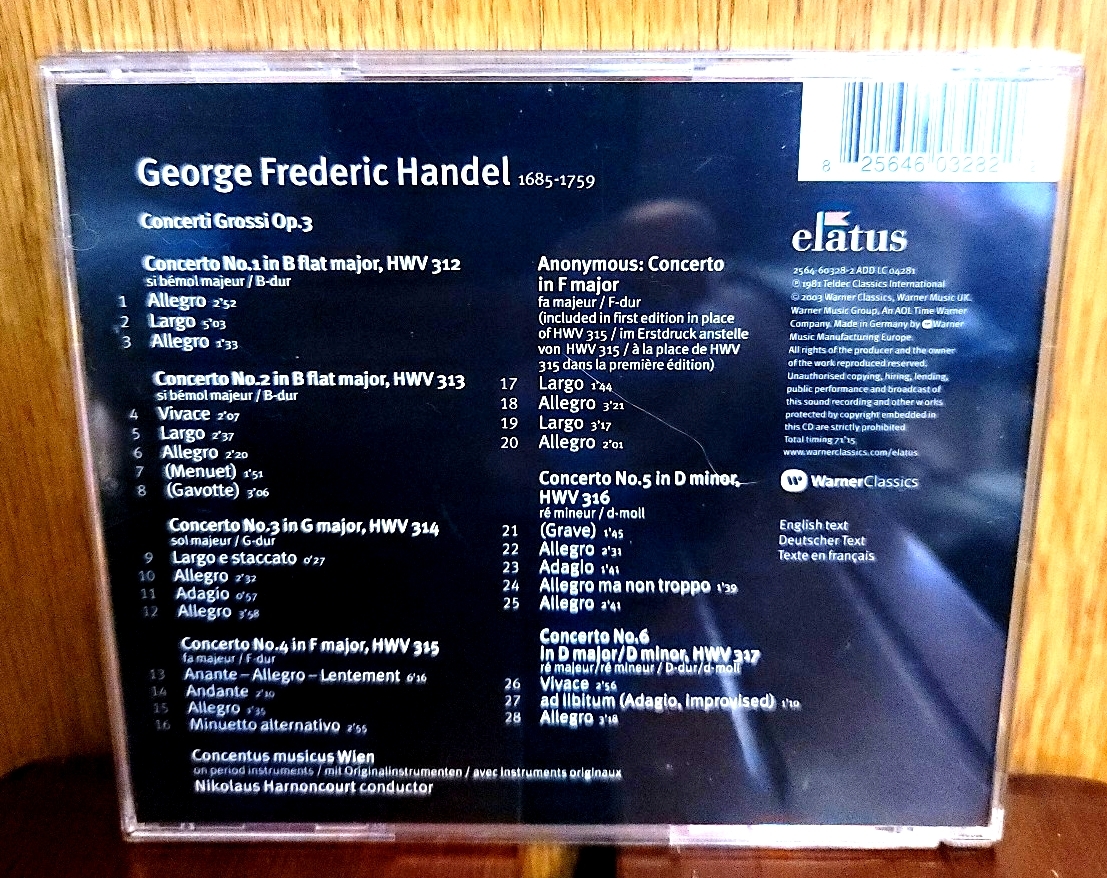 George Frederic Handel 1685-1759
Concerti Grossi Op.3
Concerto No.1 in B flat major, HWV 312
si bémol majeur / B-dur
1 Allegro 2'52
2 Largo 5'03
3 Allegro 1'33
Concerto No.2 in B flat major, HWV 313
si bémol majeur / B-dur
4 Vivace 2'07
5 Largo 2'37
6 Allegro 2'20
7 (Menuet) 1'51
8 (Gavotte) 3'06
Concerto No.3 in G major, HWV 314
sol majeur / G-dur
9 Largo e staccato 0'27
10 Allegro 2'32
11 Adagio 0'57
12 Allegro 3'58
Concerto No.4 in F major, HWV 315
fa majeur / F-dur
13 Anante – Allegro – Lentement 6'16
14 Andante 2'10
15 Allegro 1'35
16 Minuetto alternativo 2'55
Concentus musicus Wien
on period instruments / mit Originalinstrumenten / avec instruments originaux
Nikolaus Harnoncourt conductor
Anonymous: Concerto
in F major
fa majeur / F-dur
(included in first edition in place
of HWV 315 / im Erstdruck anstelle
von HWV 315 / à la place de HWV
315 dans la première édition)
17 Largo 1'44
18 Allegro 3'21
19 Largo 3'17
20 Allegro 2'01
Concerto No.5 in D minor,
HWV 316
ré mineur / d-moll
21 (Grave) 1'45
22 Allegro 2'31
23 Adagio 1'41
24 Allegro ma non troppo 1'39
25 Allegro 2'41
Concerto No.6
in D major/D minor, HWV 317
ré majeur/ré mineur / D-dur/d-moll
26 Vivace 2'56
27 ad libitum (Adagio, improvised) 1'10
28 Allegro 3'18
8 25646 03282
elatus
2564-60328-2 ADD LC 04281
℗ 1981 Teldec Classics International
© 2003 Warner Classics, Warner Music UK.
Warner Music Group, An AOL Time Warner
Company. Made in Germany by Warner
Music Manufacturing Europe.
All rights of the producer and the owner
of the work reproduced reserved.
Unauthorised copying, hiring, lending,
public performance and broadcast of
this sound recording and other works
protected by copyright embedded in
this CD are strictly prohibited
Total timing 71'15
www.warnerclassics.com/elatus
WarnerClassics
English text
Deutscher Text
Texte en français